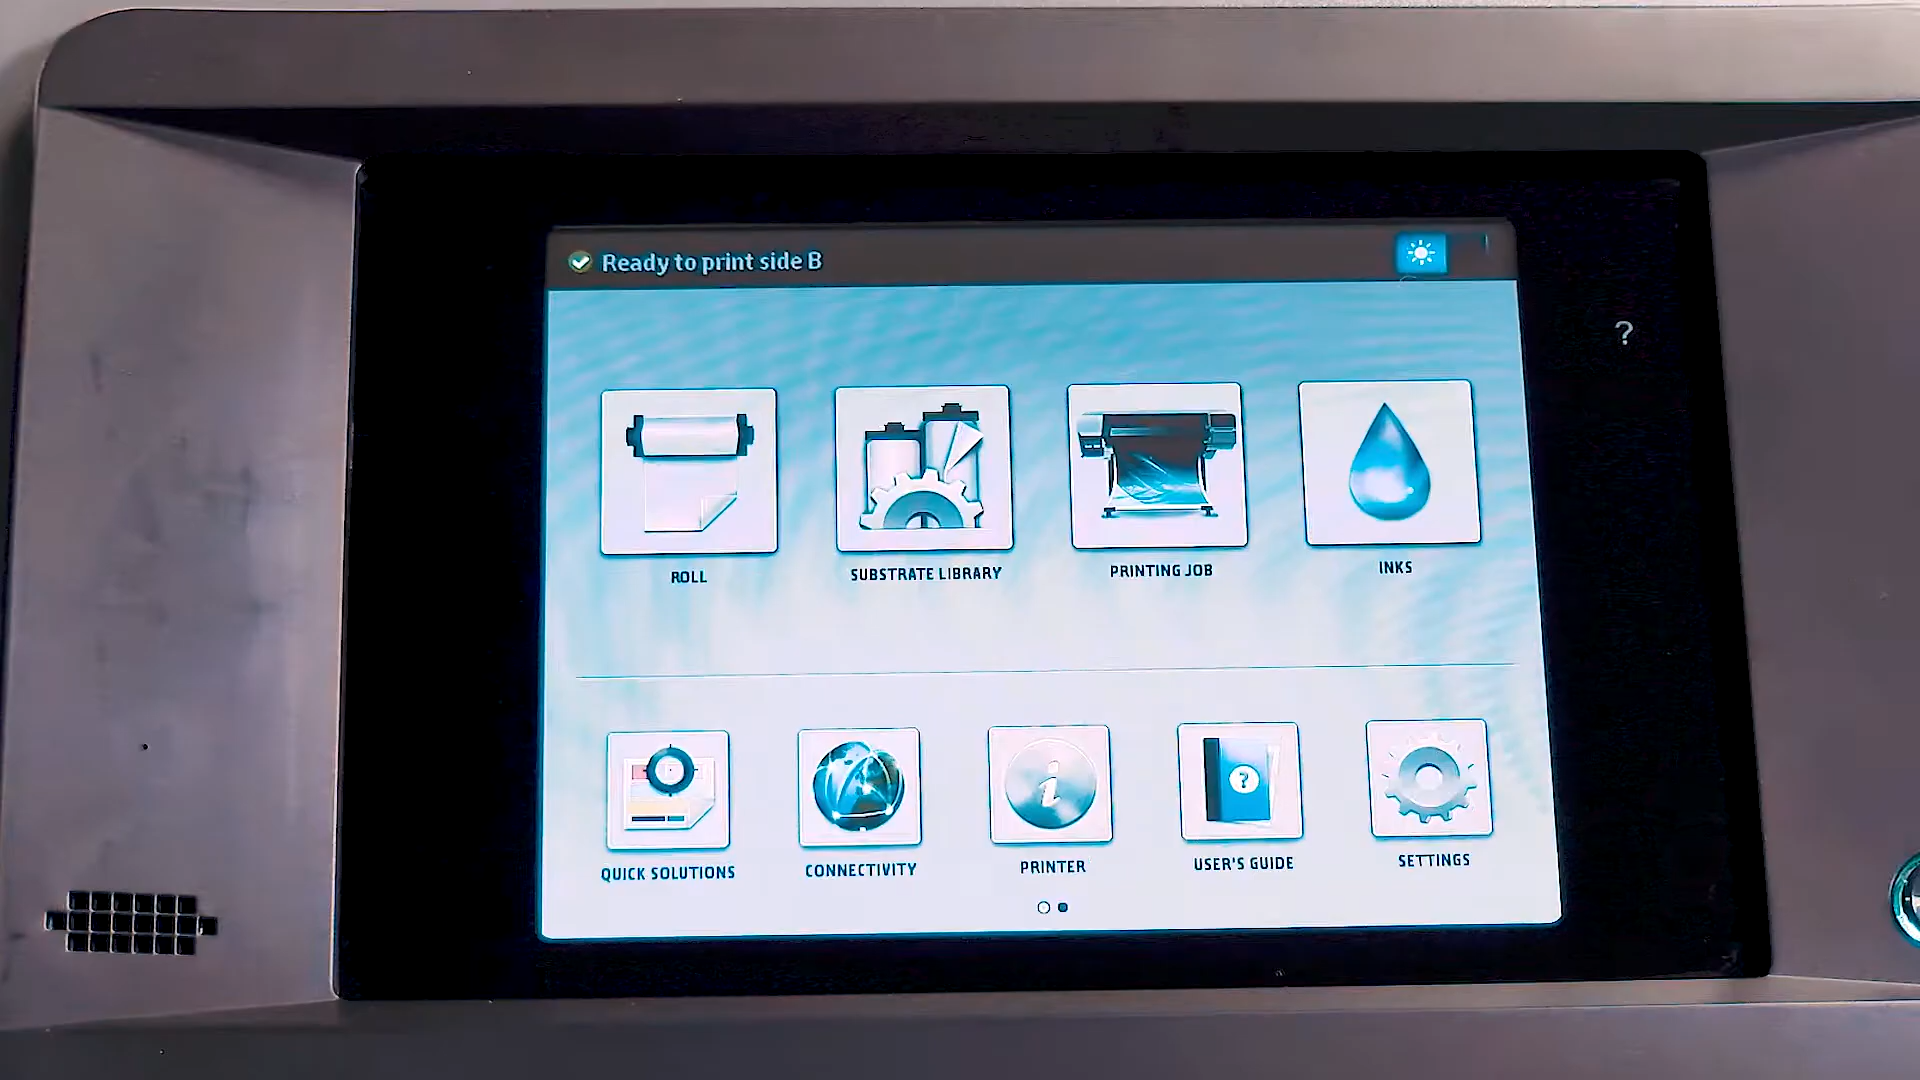 Ready to print side B
?
ROLL
SUBSTRATE LIBRARY
PRINTING JOB
INKS
i
?
QUICK SOLUTIONS
CONNECTIVITY
PRINTER
USER'S GUIDE
SETTINGS